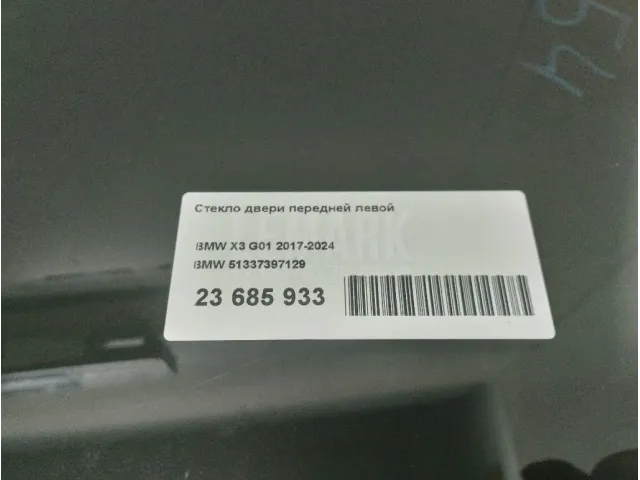 Стекло двери передней левой
BMW X3 G01 2017-2024
BMW 51337397129
23 685 933